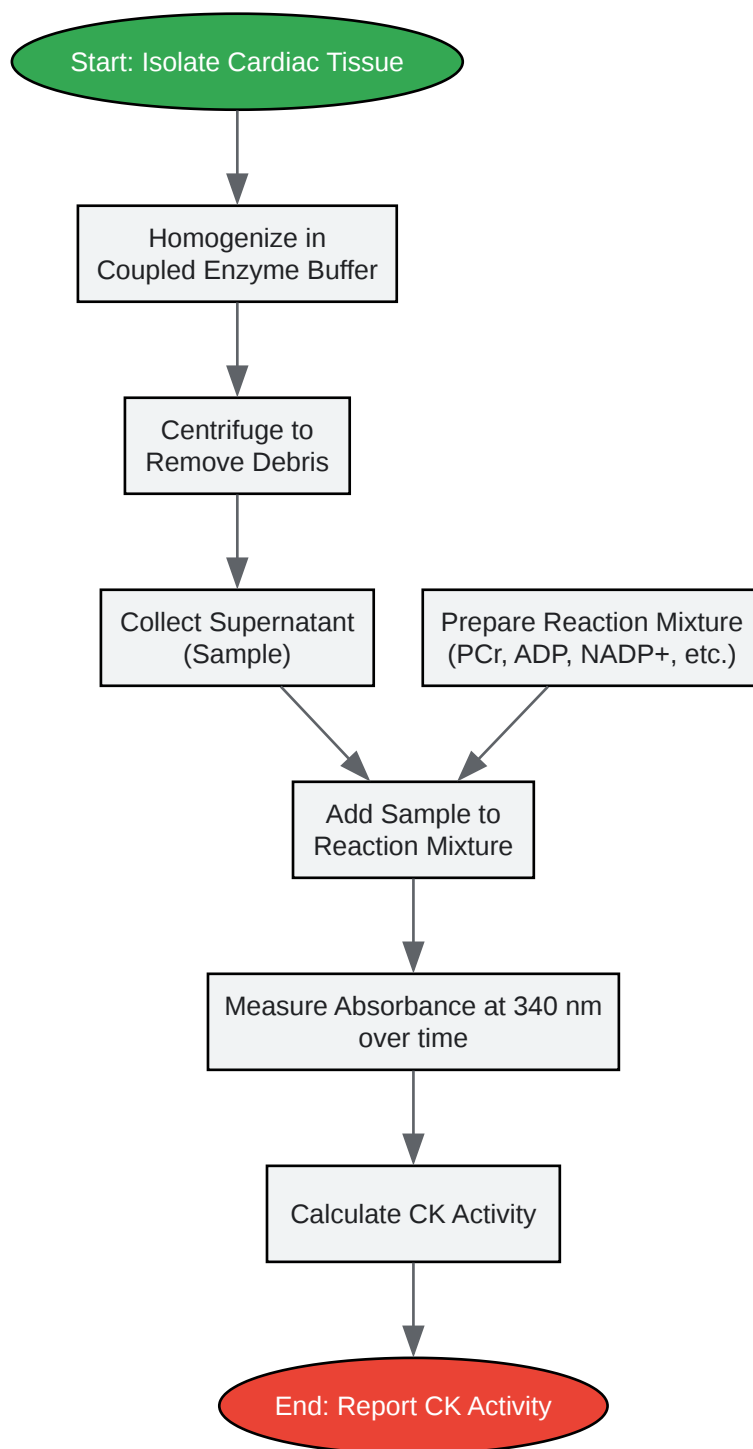 Start: Isolate Cardiac Tissue
Homogenize in
Coupled Enzyme Buffer
Centrifuge to
Remove Debris
Collect Supernatant
(Sample)
Prepare Reaction Mixture
(PCr, ADP, NADP+, etc.)
Add Sample to
Reaction Mixture
Measure Absorbance at 340 nm
over time
Calculate CK Activity
End: Report CK Activity